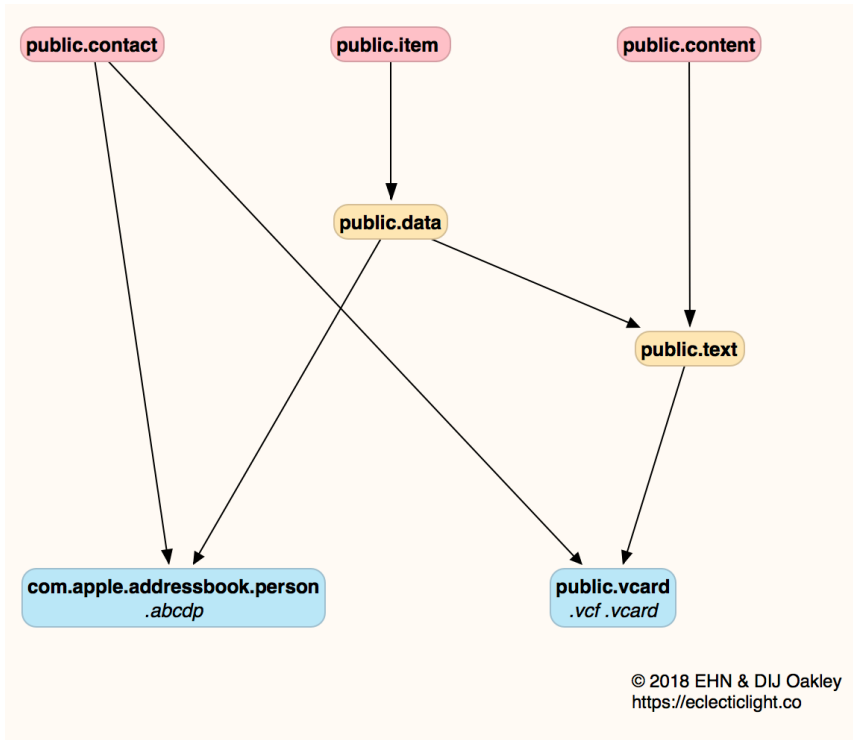 public.contact
public.item
public.content
public.data
public.text
com.apple.addressbook.person
.abcdp
public.vcard
.vcf .vcard
© 2018 EHN & DIJ Oakley
https://eclecticlight.co